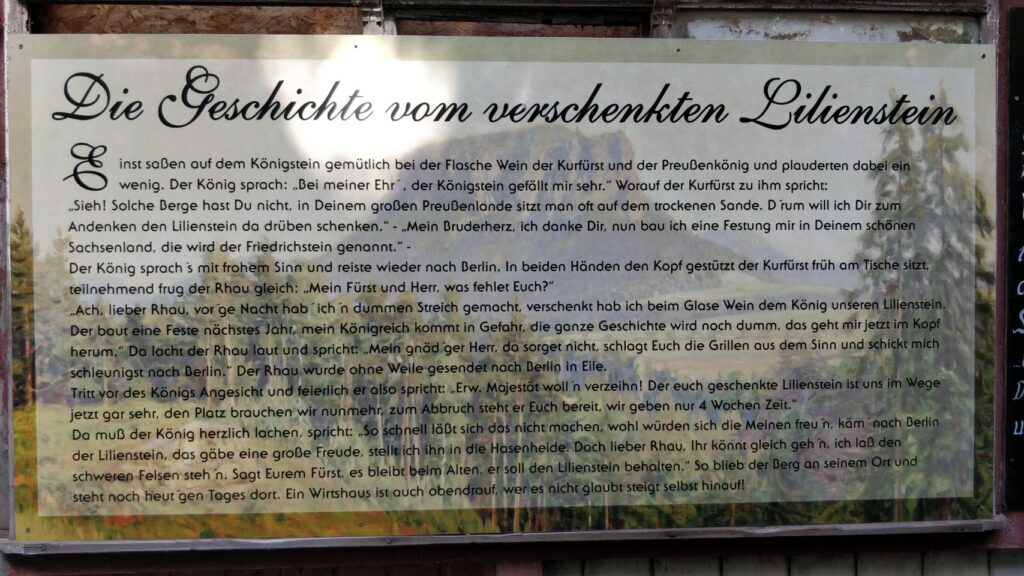 Die Geschichte vom verschenkten Lilienstein
Einst saßen auf dem Königstein gemütlich bei der Flasche Wein der Kurfürst und der Preußenkönig und plauderten dabei ein
wenig. Der König sprach: „Bei meiner Ehr´, der Königstein gefällt mir sehr.“ Worauf der Kurfürst zu ihm spricht:
„Sieh! Solche Berge hast Du nicht, in Deinem großen Preußenlande sitzt man oft auf dem trockenen Sande. D´rum will ich Dir zum
Andenken den Lilienstein da drüben schenken.“ - „Mein Bruderherz, ich danke Dir, nun bau ich eine Festung mir in Deinem schönen
Sachsenland, die wird der Friedrichstein genannt.“ -
Der König sprach´s mit frohem Sinn und reiste wieder nach Berlin. In beiden Händen den Kopf gestützt der Kurfürst früh am Tische sitzt,
teilnehmend frug der Rhau gleich: „Mein Fürst und Herr, was fehlet Euch?“
„Ach, lieber Rhau, vor´ge Nacht hab´ich´n dummen Streich gemacht, verschenkt hab ich beim Glase Wein dem König unseren Lilienstein.
Der baut eine Feste nächstes Jahr, mein Königreich kommt in Gefahr, die ganze Geschichte wird noch dumm, das geht mir jetzt im Kopf
herum.“ Da lacht der Rhau laut und spricht: „Mein gnäd´ger Herr, da sorget nicht, schlagt Euch die Grillen aus dem Sinn und schickt mich
schleunigst nach Berlin.“ Der Rhau wurde ohne Weile gesendet nach Berlin in Eile.
Tritt vor des Königs Angesicht und feierlich er also spricht: „Erw. Majestät woll´n verzeihn! Der euch geschenkte Lilienstein ist uns im Wege
jetzt gar sehr, den Platz brauchen wir nunmehr, zum Abbruch steht er Euch bereit, wir geben nur 4 Wochen Zeit.“
Da muß der König herzlich lachen, spricht: „So schnell läßt sich das nicht machen, wohl würden sich die Meinen freu´n, käm´nach Berlin
der Lilienstein, das gäbe eine große Freude, stellt ich ihn in die Hasenheide. Doch lieber Rhau, Ihr könnt gleich geh´n, ich laß den
schweren Felsen steh´n. Sagt Eurem Fürst, es bleibt beim Alten, er soll den Lilienstein behalten.“ So blieb der Berg an seinem Ort und
steht noch heut´gen Tages dort. Ein Wirtshaus ist auch obendrauf, wer es nicht glaubt steigt selbst hinauf!